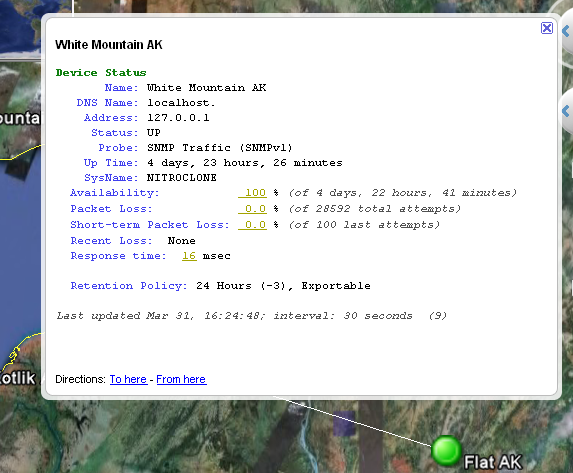 White Mountain AK
Device Status
Name: White Mountain AK
DNS Name: localhost.
Address: 127.0.0.1
Status: UP
Probe: SNMP Traffic (SNMPv1)
Up Time: 4 days, 23 hours, 26 minutes
SysName: NITROCLONE
Availability: 100 % (of 4 days, 22 hours, 41 minutes)
Packet Loss: 0.0 % (of 28592 total attempts)
Short-term Packet Loss: 0.0 % (of 100 last attempts)
Recent Loss: None
Response time: 16 msec
Retention Policy: 24 Hours (-3), Exportable
Last updated Mar 31, 16:24:48; interval: 30 seconds (9)
Directions: To here - From here
ountai
Kotlik
Flat AK